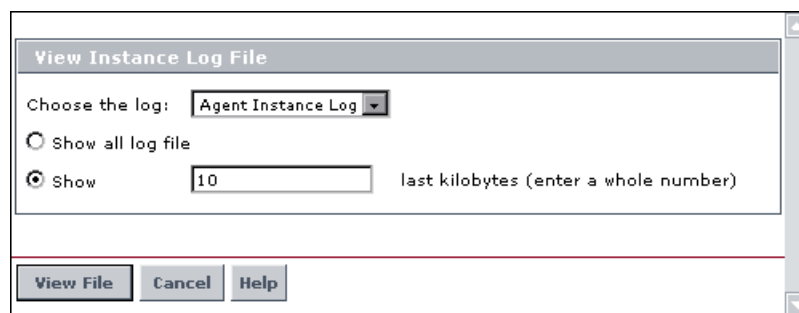 View Instance Log File
Choose the log: Agent Instance Log
Show all log file
Show 10 last kilobytes (enter a whole number)
View File Cancel Help